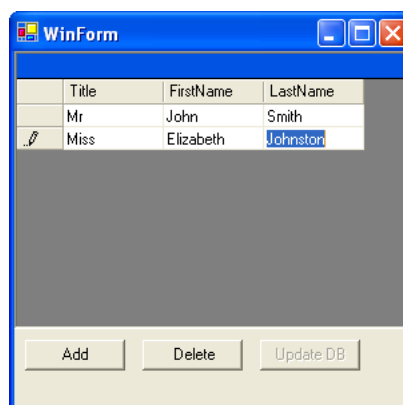 WinForm
Title FirstName LastName
Mr John Smith
Miss Elizabeth Johnston
Add Delete Update DB